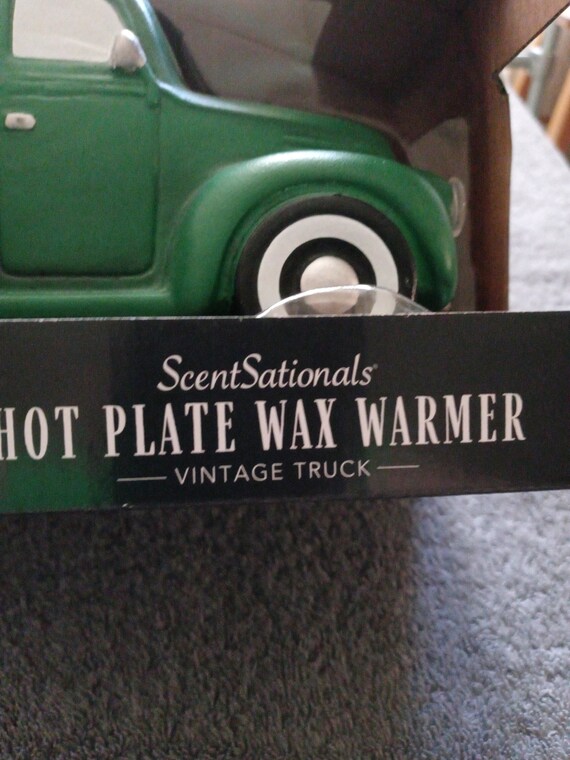 ScentSationals®
HOT PLATE WAX WARMER
VINTAGE TRUCK